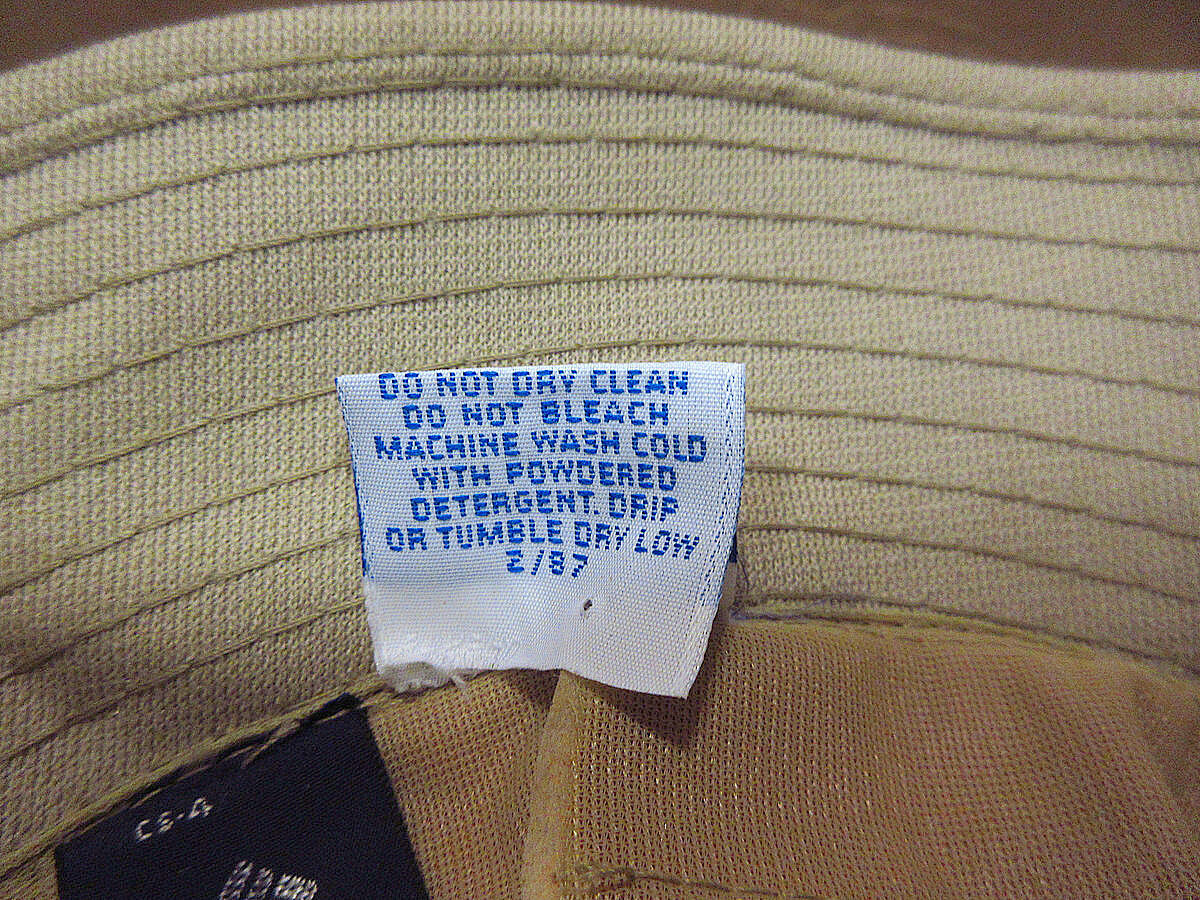 DO NOT DRY CLEAN
DO NOT BLEACH
MACHINE WASH COLD
WITH POWDERED
DETERGENT. DRIP
OR TUMBLE DRY LOW
2/87